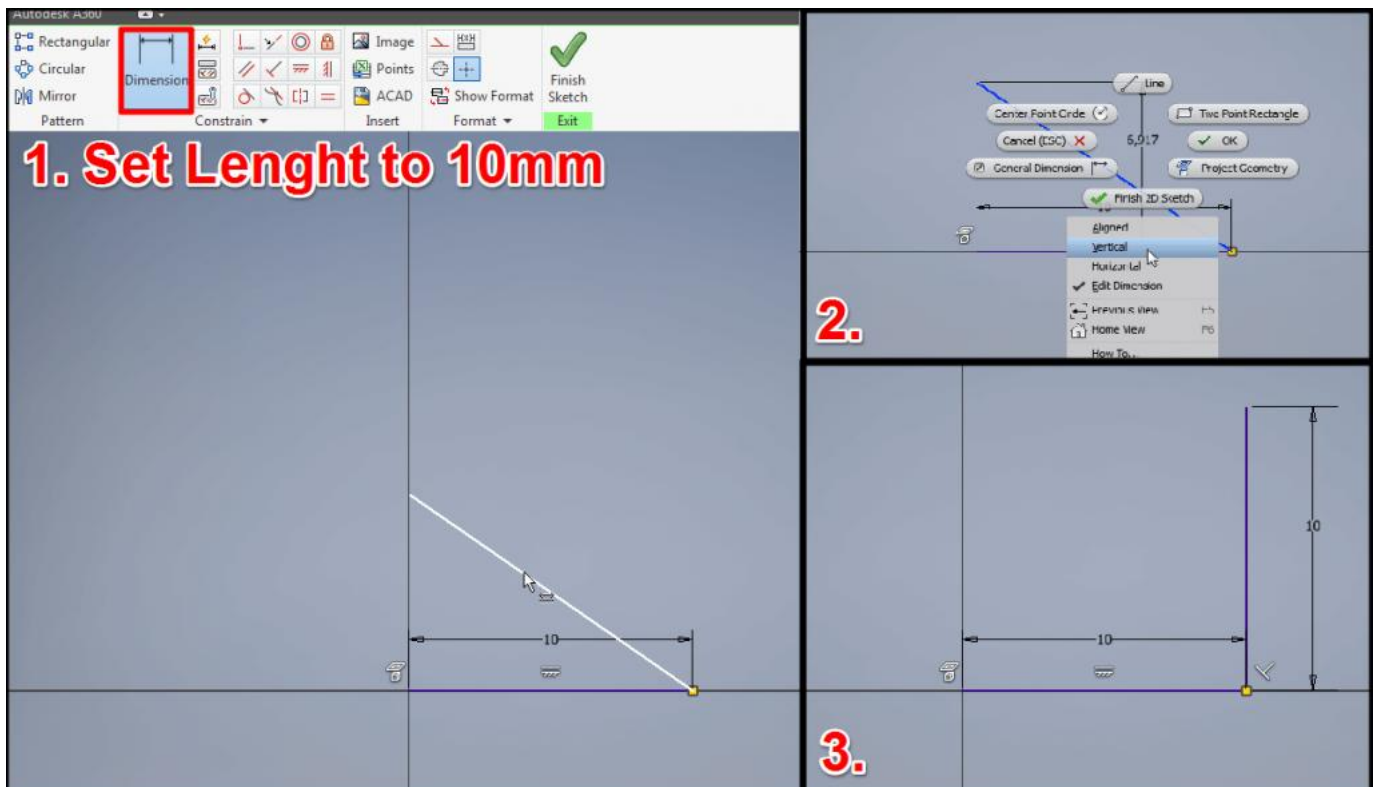 Autodesk A360
Rectangular
Circular
Mirror
Pattern
Dimension
Constrain
Image
Points
ACAD
Insert
Show Format
Format
Finish
Sketch
Exit
1. Set Lenght to 10mm
10
Line
Center Point Circle
Two Point Rectangle
Cancel (ESC)
6,917
OK
General Dimension
Project Geometry
Finish 2D Sketch
Aligned
Vertical
Horizontal
Edit Dimension
Previous View F5
Home View F6
How To...
2.
10
10
3.